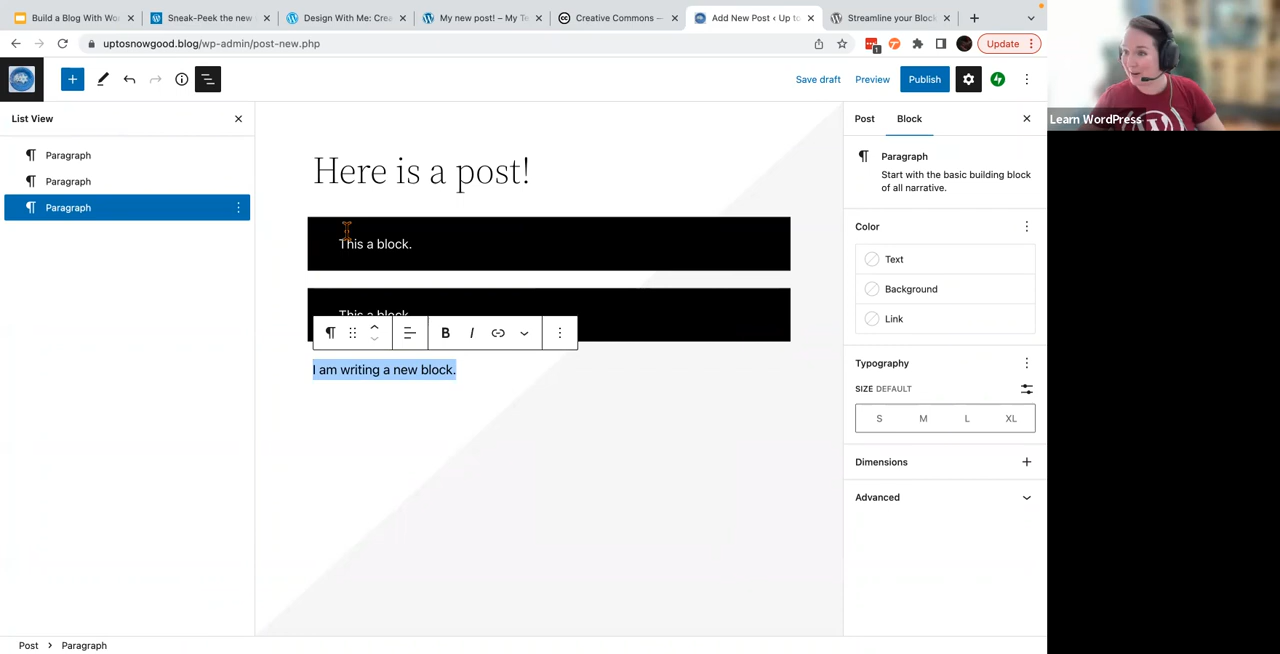 Build a Blog With Wo
Sneak-Peek the new
Design With Me: Crea
My new post! – My Te
Creative Commons —
Add New Post ‹ Up to
Streamline your Block
uptosnowgood.blog/wp-admin/post-new.php
1
Update
Save draft
Preview
Publish
List View
Paragraph
Paragraph
Paragraph
Here is a post!
This a block.
This a block.
B
I
I am writing a new block.
Post
Block
Paragraph
Start with the basic building block
of all narrative.
Color
Text
Background
Link
Typography
SIZE DEFAULT
S M L XL
Dimensions
Advanced
Post > Paragraph
Learn WordPress